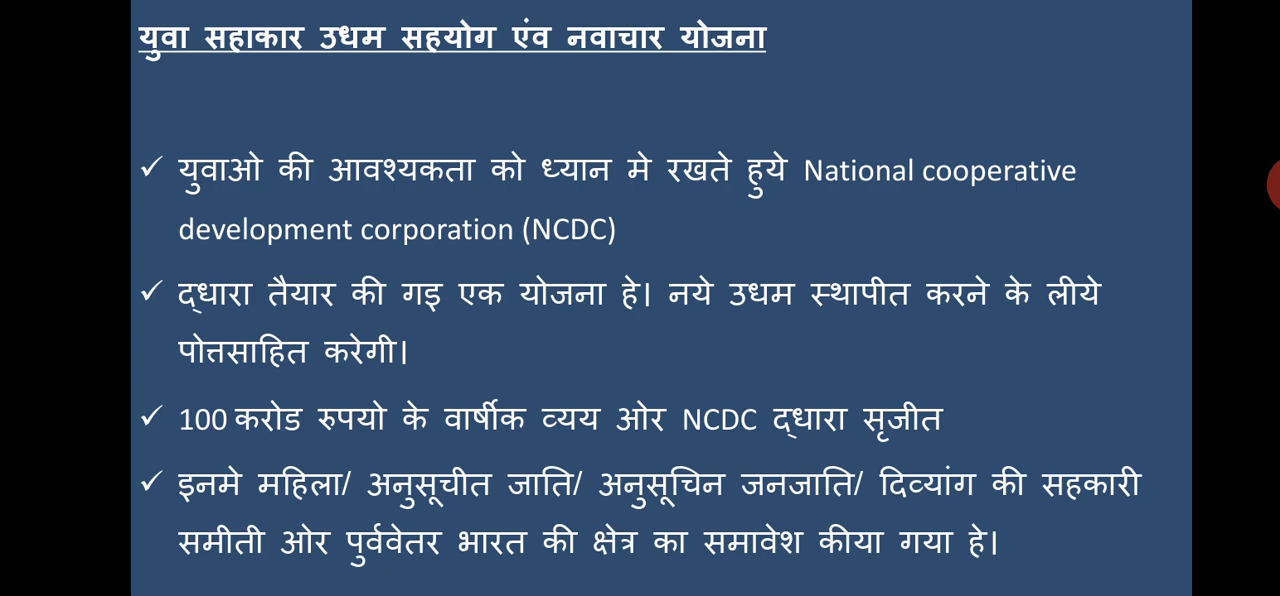 युवा सहाकार उधम सहयोग एंव नवाचार योजना
✓ युवाओ की आवश्यकता को ध्यान मे रखते हुये National cooperative
development corporation (NCDC)
✓ द्धारा तैयार की गइ एक योजना हे। नये उधम स्थापीत करने के लीये
पोत्तसाहित करेगी।
✓ 100 करोड रुपयो के वार्षीक व्यय ओर NCDC द्धारा सृजीत
✓ इनमे महिला/ अनुसूचीत जाति/ अनुसूचिन जनजाति/ दिव्यांग की सहकारी
समीती ओर पुर्ववेतर भारत की क्षेत्र का समावेश कीया गया हे।